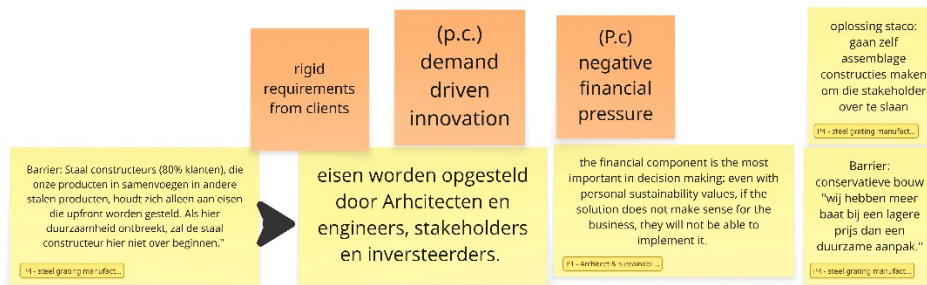 rigid
requirements
from clients
(p.c.)
demand
driven
innovation
(P.c)
negative
financial
pressure
oplossing staco:
gaan zelf
assemblage
constructies maken
om die stakeholder
over te slaan
P4 - steel grating manufact...
Barrier: Staal constructeurs (80% klanten), die
onze producten in samenvoegen in andere
stalen producten, houdt zich alleen aan eisen
die upfront worden gesteld. Als hier
duurzaamheid ontbreekt, zal de staal
constructeur hier niet over beginnen."
P4 - steel grating manufact...
eisen worden opgesteld
door Arhcitecten en
engineers, stakeholders
en inversteerders.
the financial component is the most
important in decision making: even with
personal sustainability values, if the
solution does not make sense for the
business, they will not be able to
implement it.
P1 - Architect & sustainabil...
Barrier:
conservatieve bouw
"wij hebben meer
baat bij een lagere
prijs dan een
duurzame aanpak."
P4 - steel grating manufact...